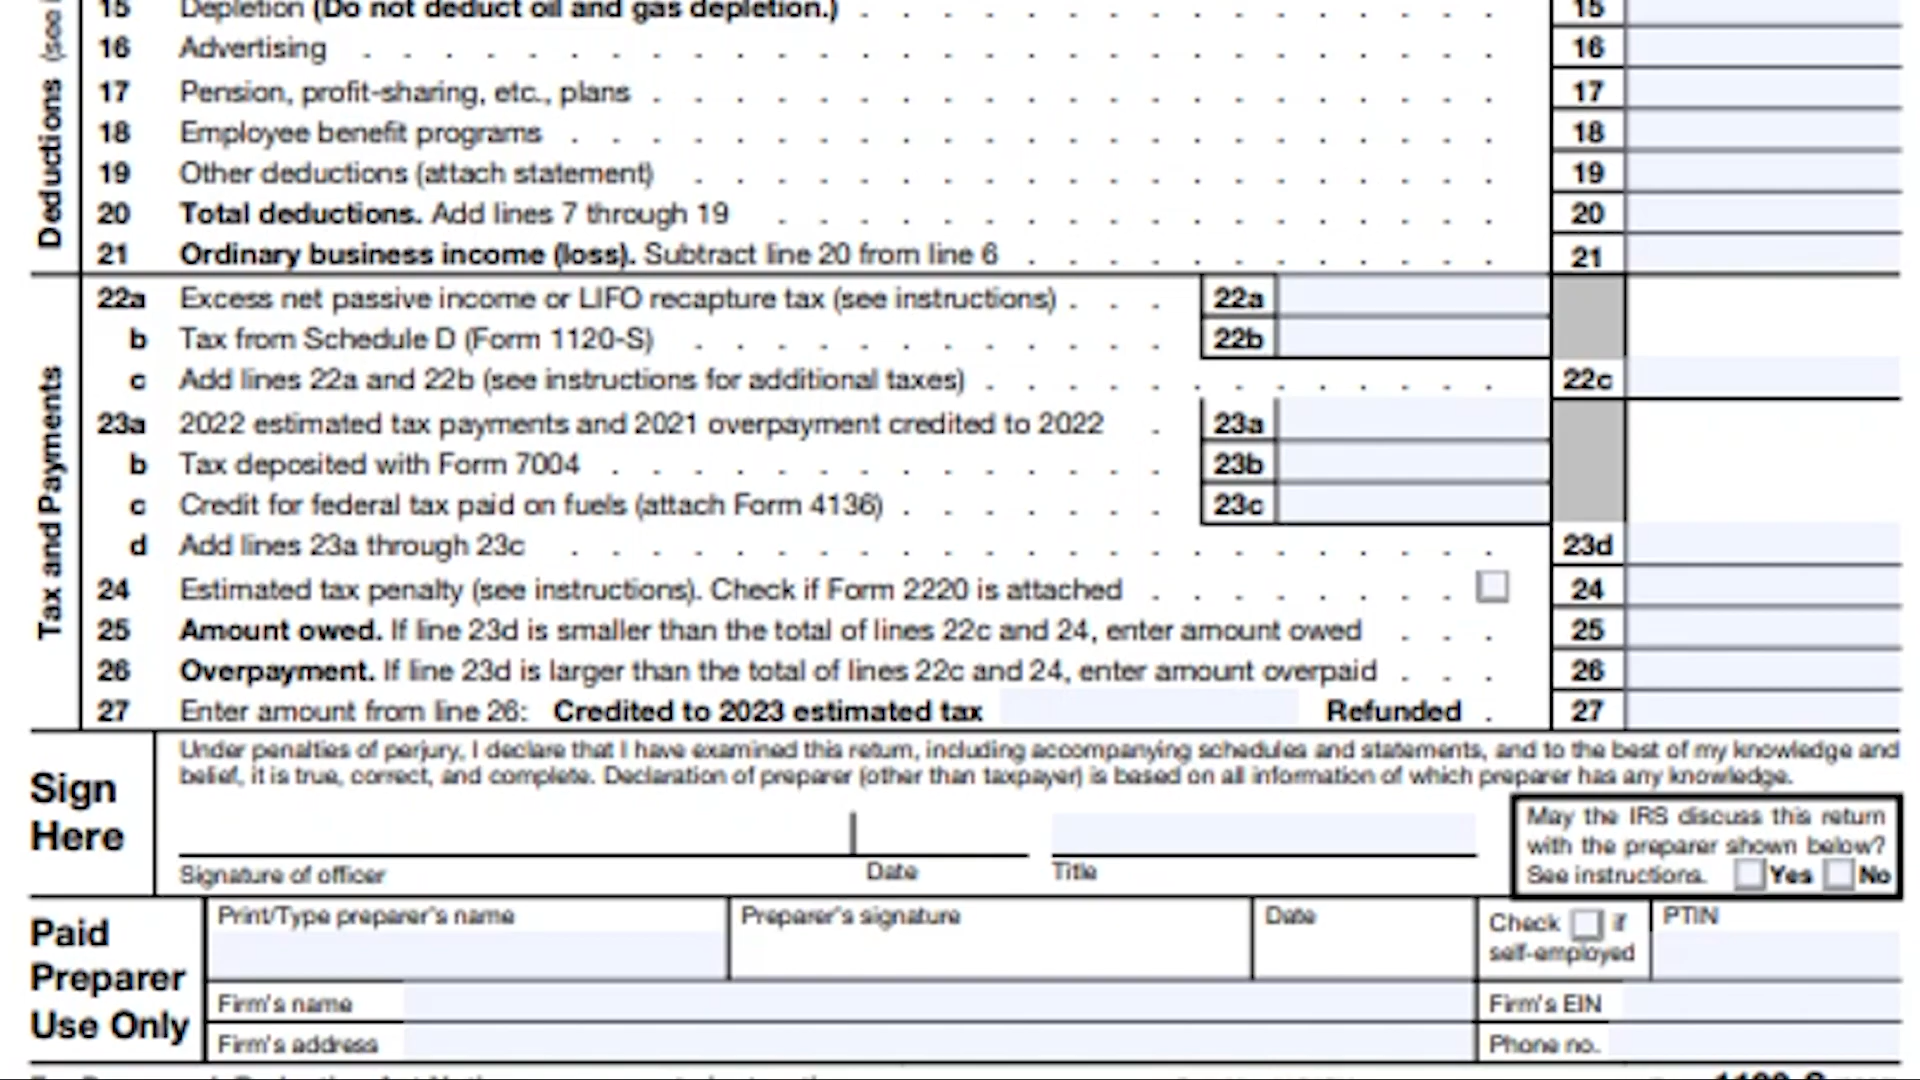 15 Depletion (Do not deduct oil and gas depletion.) 15
16 Advertising 16
17 Pension, profit-sharing, etc., plans 17
18 Employee benefit programs 18
19 Other deductions (attach statement) 19
20 Total deductions. Add lines 7 through 19 20
21 Ordinary business income (loss). Subtract line 20 from line 6 21
Deductions (see
22a Excess net passive income or LIFO recapture tax (see instructions) 22a
b Tax from Schedule D (Form 1120-S) 22b
c Add lines 22a and 22b (see instructions for additional taxes) 22c
23a 2022 estimated tax payments and 2021 overpayment credited to 2022 23a
b Tax deposited with Form 7004 23b
c Credit for federal tax paid on fuels (attach Form 4136) 23c
d Add lines 23a through 23c 23d
24 Estimated tax penalty (see instructions). Check if Form 2220 is attached 24
25 Amount owed. If line 23d is smaller than the total of lines 22c and 24, enter amount owed 25
26 Overpayment. If line 23d is larger than the total of lines 22c and 24, enter amount overpaid 26
27 Enter amount from line 26: Credited to 2023 estimated tax Refunded 27
Tax and Payments
Sign Here
Under penalties of perjury, I declare that I have examined this return, including accompanying schedules and statements, and to the best of my knowledge and
belief, it is true, correct, and complete. Declaration of preparer (other than taxpayer) is based on all information of which preparer has any knowledge.
Signature of officer Date Title
May the IRS discuss this return
with the preparer shown below?
See instructions. Yes No
Paid Preparer Use Only
Print/Type preparer's name Preparer's signature Date Check if self-employed PTIN
Firm's name Firm's EIN
Firm's address Phone no.